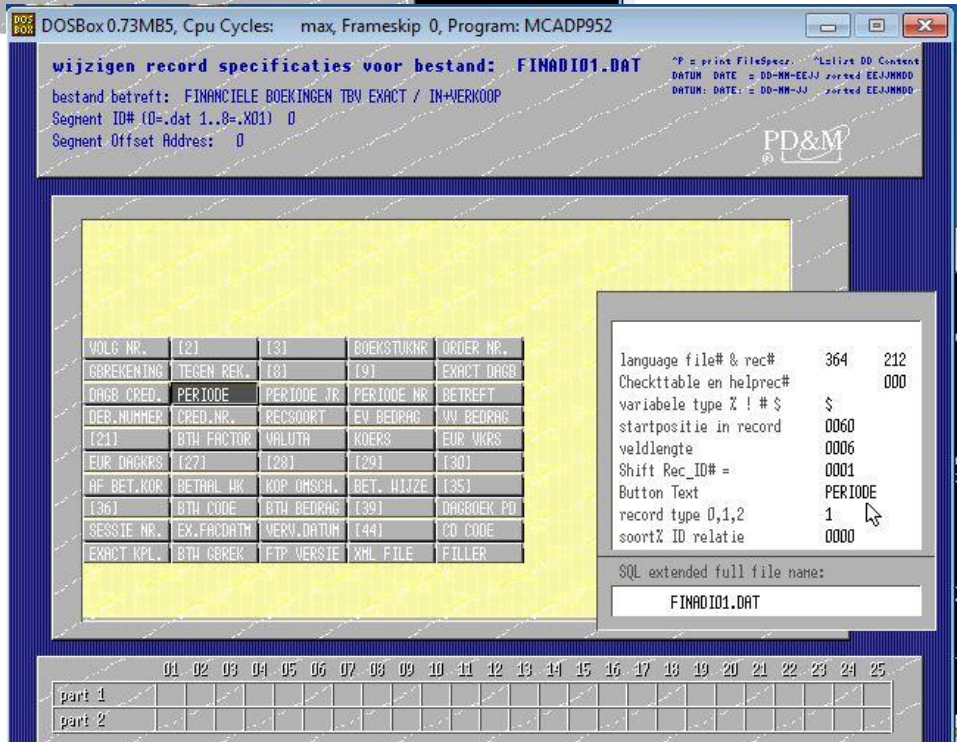 DOSBox 0.73MB5, Cpu Cycles: max, Frameskip 0, Program: MCADP952
wijzigen record specificaties voor bestand: FINADI01.DAT
^P = print FileSpecs. ^L=list DD Content
DATUM DATE = DD-MM-EEJJ sorted EEJJMMDD
DATUM: DATE: = DD-MM-JJ sorted EEJJMMDD
bestand betreft: FINANCIELE BOEKINGEN TBV EXACT / IN+VERKOOP
Segment ID# (0=.dat 1..8=.X01) 0
Segment Offset Addres: 0
PD&M
®
VOLG NR. [2] [3] BOEKSTUKNR ORDER NR.
GBREKENING TEGEN REK. [8] [9] EXACT DAGB
DAGB CRED. PERIODE PERIODE JR PERIODE NR BETREFT
DEB.NUMMER CRED.NR. RECSOORT EV BEDRAG VV BEDRAG
[21] BTW FACTOR VALUTA KOERS EUR VKRS
EUR DAGKRS [27] [28] [29] [30]
AF BET.KOR BETAAL WK KOP OMSCH. BET. WIJZE [35]
[36] BTW CODE BTW BEDRAG [39] DAGBOEK PD
SESSIE NR. EX.FACDATM VERV.DATUM [44] CD CODE
EXACT KPL. BTW GBREK FTP VERSIE XML FILE FILLER
language file# & rec# 364 212
Checkttable en helprec# 000
variabele type % ! # $ $
startpositie in record 0060
veldlengte 0006
Shift Rec_ID# = 0001
Button Text PERIODE
record type 0,1,2 1
soort% ID relatie 0000
SQL extended full file name:
FINADI01.DAT
01 02 03 04 05 06 07 08 09 10 11 12 13 14 15 16 17 18 19 20 21 22 23 24 25
part 1
part 2